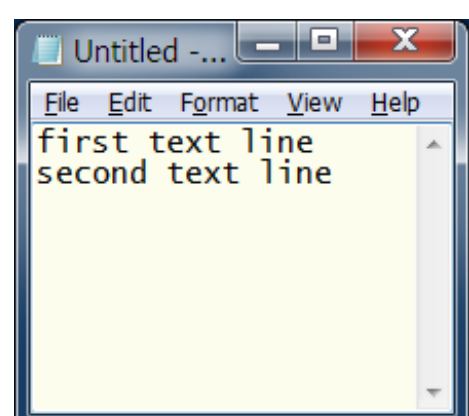 Untitled -...
File Edit Format View Help
first text line
second text line